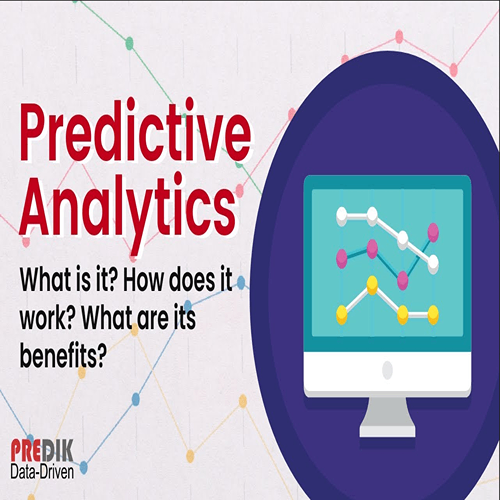 Predictive
Analytics
What is it? How does it
work? What are its
benefits?
PREDIK
Data-Driven